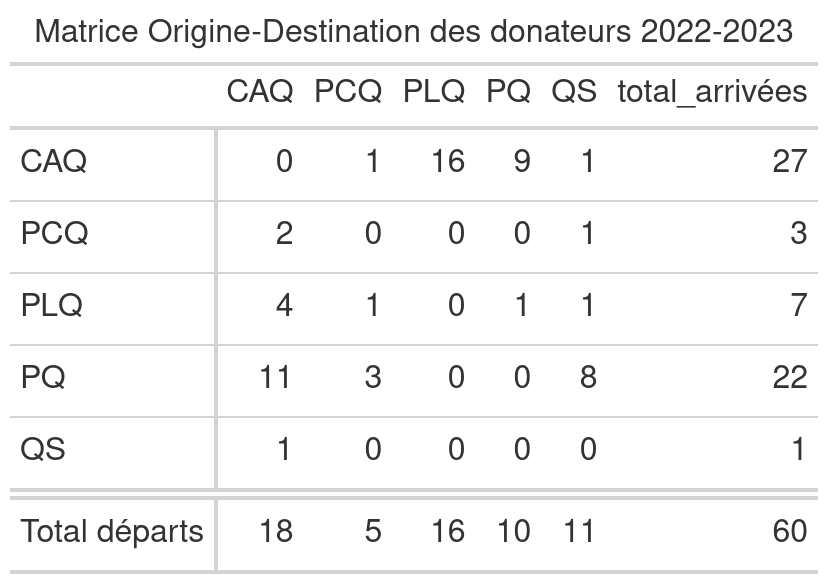 Matrice Origine-Destination des donateurs 2022-2023
CAQ PCQ PLQ PQ QS total_arrivées
CAQ 0 1 16 9 1 27
PCQ 2 0 0 0 1 3
PLQ 4 1 0 1 1 7
PQ 11 3 0 0 8 22
QS 1 0 0 0 0 1
Total départs 18 5 16 10 11 60